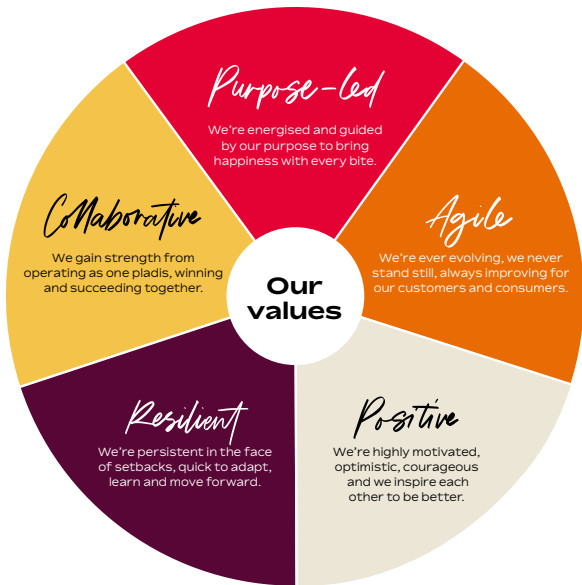 Purpose-led
We're energised and guided
by our purpose to bring
happiness with every bite.
Agile
We're ever evolving, we never
stand still, always improving for
our customers and consumers.
Positive
We're highly motivated,
optimistic, courageous
and we inspire each
other to be better.
Resilient
We're persistent in the face
of setbacks, quick to adapt,
learn and move forward.
Collaborative
We gain strength from
operating as one pladis, winning
and succeeding together.
Our
values